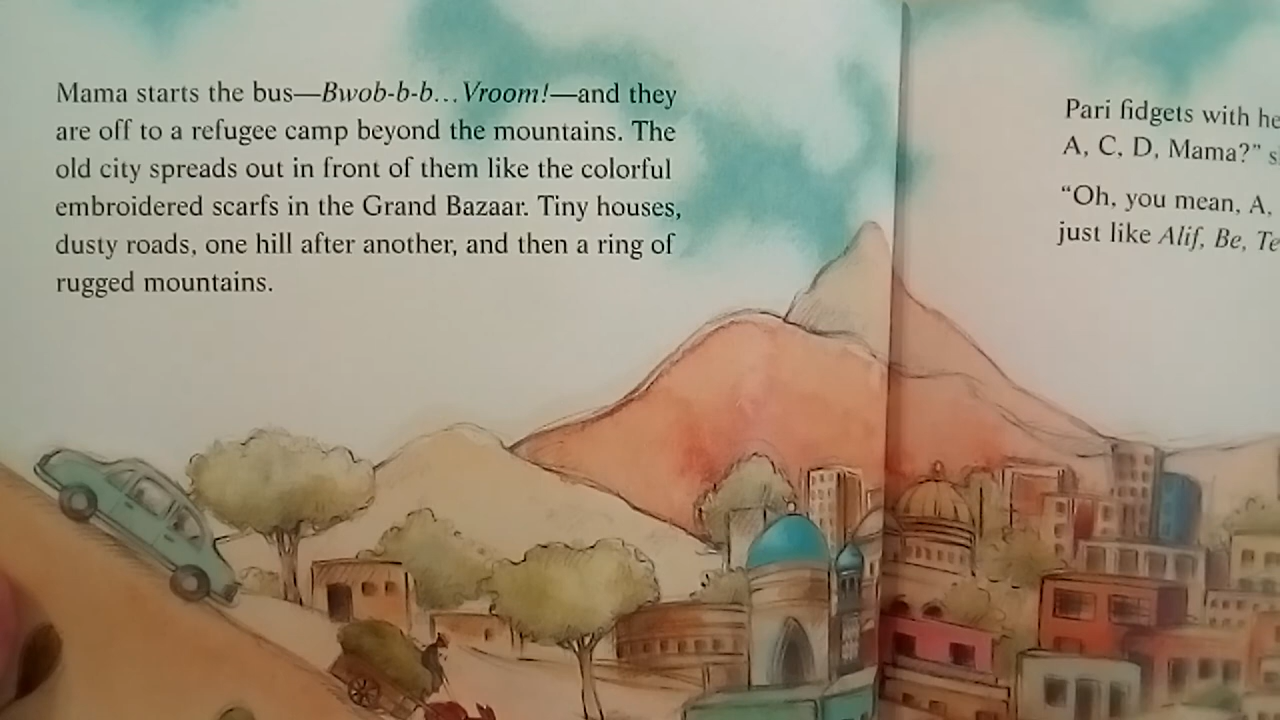 Mama starts the bus—Bwob-b-b…Vroom!—and they
are off to a refugee camp beyond the mountains. The
old city spreads out in front of them like the colorful
embroidered scarfs in the Grand Bazaar. Tiny houses,
dusty roads, one hill after another, and then a ring of
rugged mountains.
Pari fidgets with
A, C, D, Mama?”
“Oh, you mean, A,
just like Alif, Be,